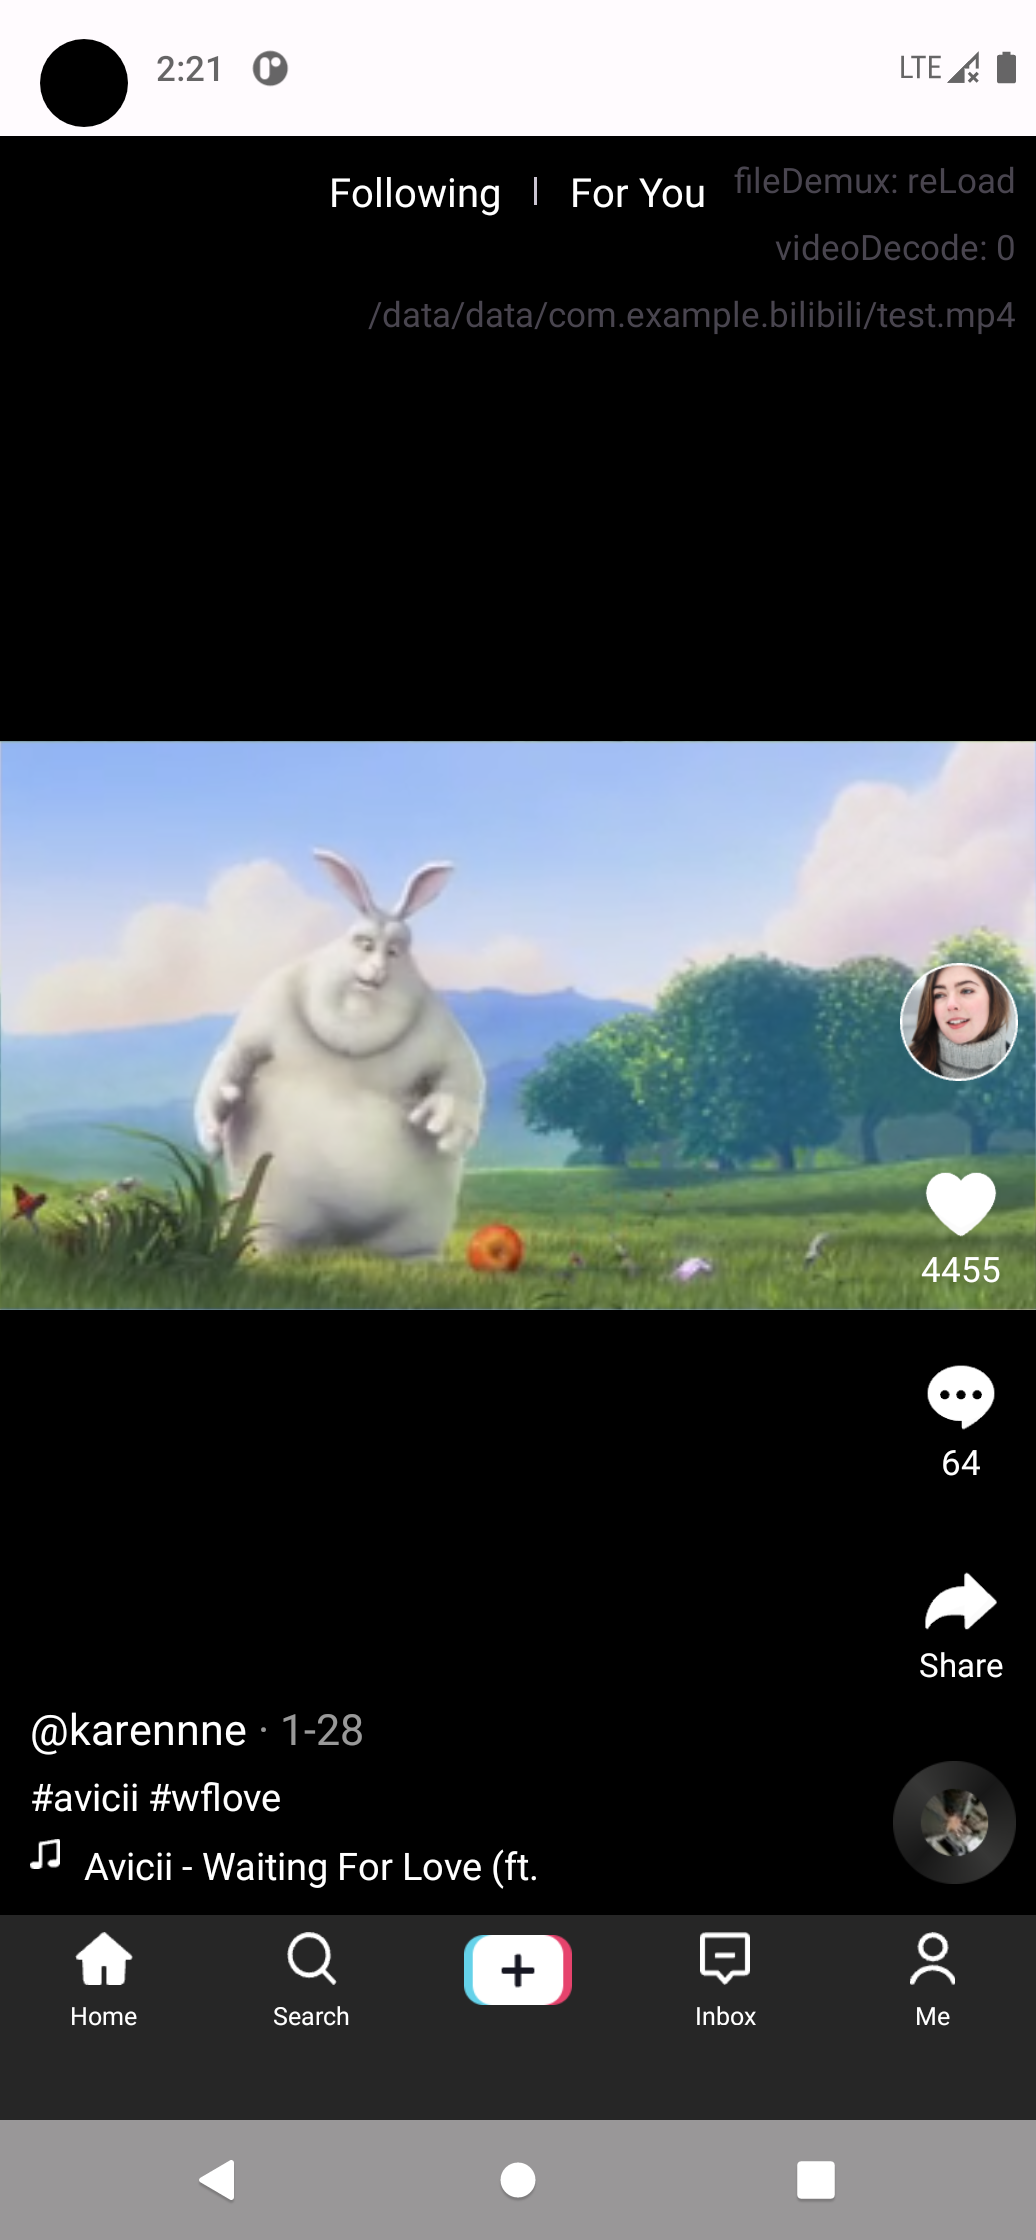 2:21
LTE
Following | For You
fileDemux: reLoad
videoDecode: 0
/data/data/com.example.bilibili/test.mp4
4455
64
Share
@karennne · 1-28
#avicii #wflove
Avicii - Waiting For Love (ft.
Home
Search
Inbox
Me